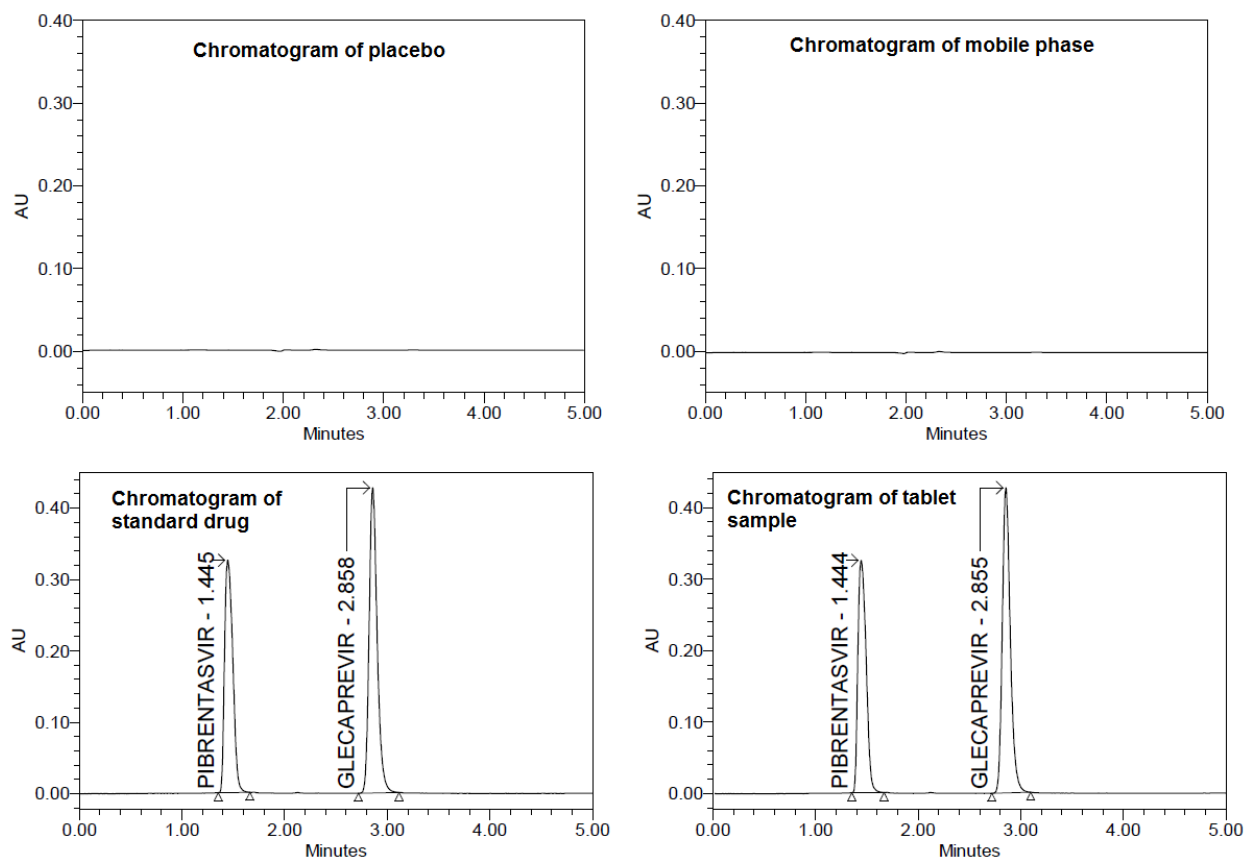 Chromatogram of placebo
0.40
0.30
0.20
0.10
0.00
AU
0.00 1.00 2.00 3.00 4.00 5.00
Minutes
Chromatogram of mobile phase
0.40
0.30
0.20
0.10
0.00
AU
0.00 1.00 2.00 3.00 4.00 5.00
Minutes
Chromatogram of
standard drug
0.40
0.30
0.20
0.10
0.00
AU
PIBRENTASVIR - 1.445
GLECAPREVIR - 2.858
0.00 1.00 2.00 3.00 4.00 5.00
Minutes
Chromatogram of tablet
sample
0.40
0.30
0.20
0.10
0.00
AU
PIBRENTASVIR - 1.444
GLECAPREVIR - 2.855
0.00 1.00 2.00 3.00 4.00 5.00
Minutes